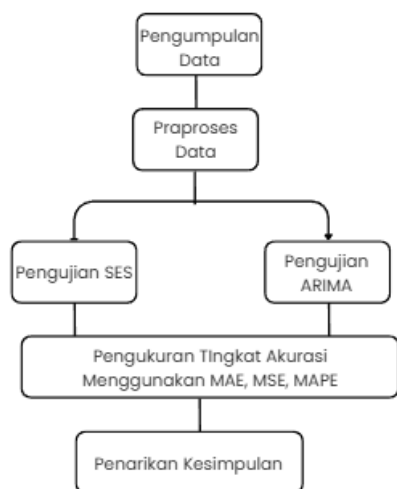 Pengumpulan
Data
Praproses
Data
Pengujian SES
Pengujian
ARIMA
Pengukuran TIngkat Akurasi
Menggunakan MAE, MSE, MAPE
Penarikan Kesimpulan